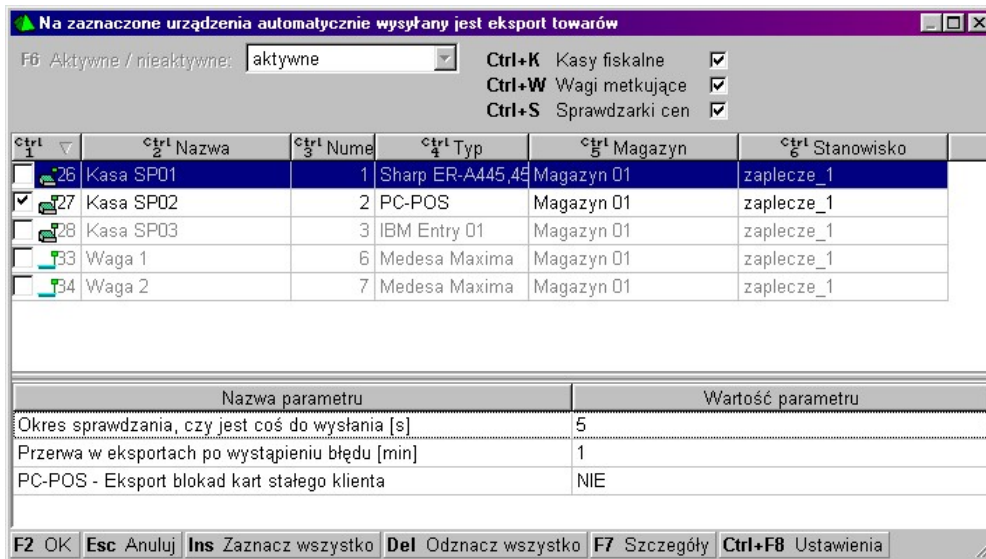 Na zaznaczone urządzenia automatycznie wysyłany jest eksport towarów
F6 Aktywne / nieaktywne: aktywne
Ctrl+K Kasy fiskalne
Ctrl+W Wagi metkujące
Ctrl+S Sprawdzarki cen
Ctrl 1 Ctrl 2 Nazwa Ctrl 3 Nume Ctrl 4 Typ Ctrl 5 Magazyn Ctrl 6 Stanowisko
26 Kasa SP01 1 Sharp ER-A445,45 Magazyn 01 zaplecze_1
27 Kasa SP02 2 PC-POS Magazyn 01 zaplecze_1
28 Kasa SP03 3 IBM Entry 01 Magazyn 01 zaplecze_1
33 Waga 1 6 Medesa Maxima Magazyn 01 zaplecze_1
34 Waga 2 7 Medesa Maxima Magazyn 01 zaplecze_1
Nazwa parametru Wartość parametru
Okres sprawdzania, czy jest coś do wysłania [s] 5
Przerwa w eksportach po wystąpieniu błędu [min] 1
PC-POS - Eksport blokad kart stałego klienta NIE
F2 OK Esc Anuluj Ins Zaznacz wszystko Del Odznacz wszystko F7 Szczegóły Ctrl+F8 Ustawienia